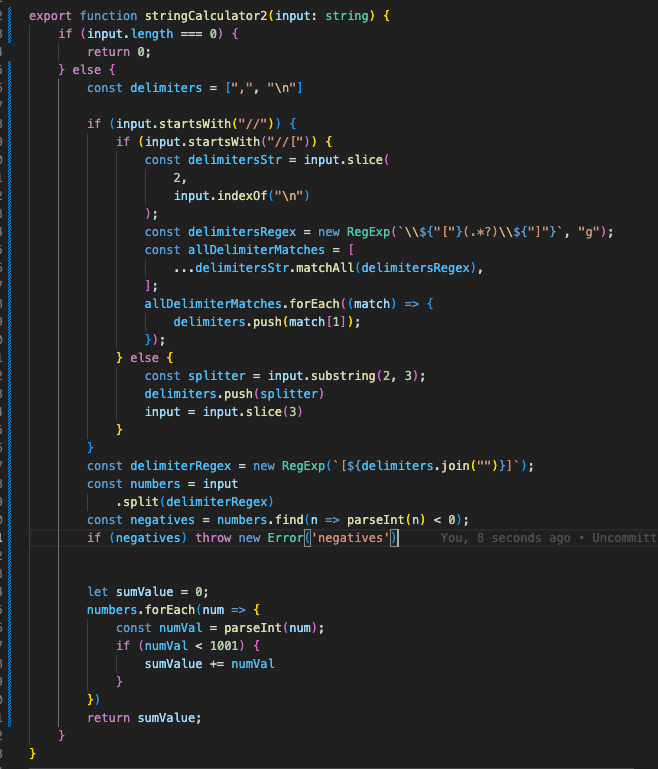 export function stringCalculator2(input: string) {
    if (input.length === 0) {
        return 0;
    } else {
        const delimiters = [",", "\n"]

        if (input.startsWith("//")) {
            if (input.startsWith("//[")) {
                const delimitersStr = input.slice(
                    2,
                    input.indexOf("\n")
                );
                const delimitersRegex = new RegExp(`\\${"["}(.*?)\\${"]"}`, "g");
                const allDelimiterMatches = [
                    ...delimitersStr.matchAll(delimitersRegex),
                ];
                allDelimiterMatches.forEach((match) => {
                    delimiters.push(match[1]);
                });
            } else {
                const splitter = input.substring(2, 3);
                delimiters.push(splitter)
                input = input.slice(3)
            }
        }
        const delimiterRegex = new RegExp(`[${delimiters.join("")}]`);
        const numbers = input
            .split(delimiterRegex)
        const negatives = numbers.find(n => parseInt(n) < 0);
        if (negatives) throw new Error('negatives')    You, 8 seconds ago • Uncommitt

        let sumValue = 0;
        numbers.forEach(num => {
            const numVal = parseInt(num);
            if (numVal < 1001) {
                sumValue += numVal
            }
        })
        return sumValue;
    }
}